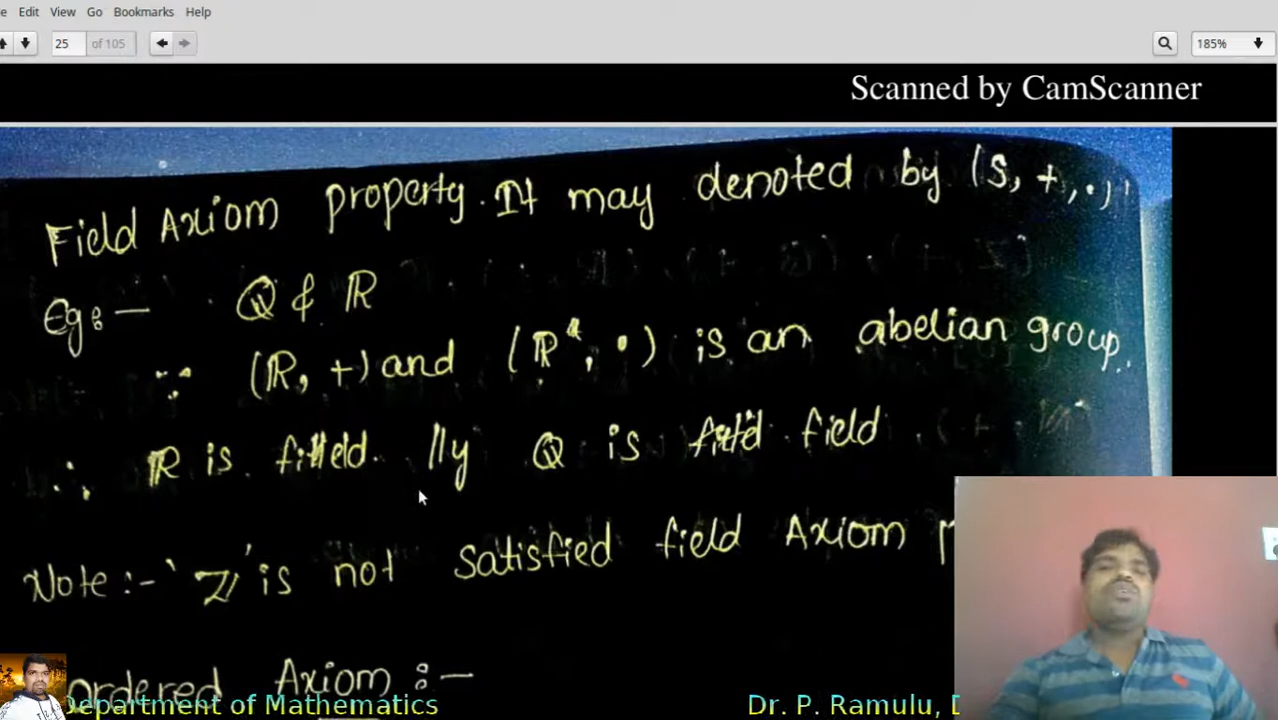 Edit View Go Bookmarks Help
25 of 105 185%
Scanned by CamScanner
Field Axiom property. It may denoted by (S, +, .)
Eg:- Q & ℝ
∵ (ℝ, +) and (ℝ*, •) is an abelian group.
∴ ℝ is field. lly Q is field.
Note:- 'ℤ' is not satisfied field Axiom
ordered Axiom :-
Department of Mathematics Dr. P. Ramulu,